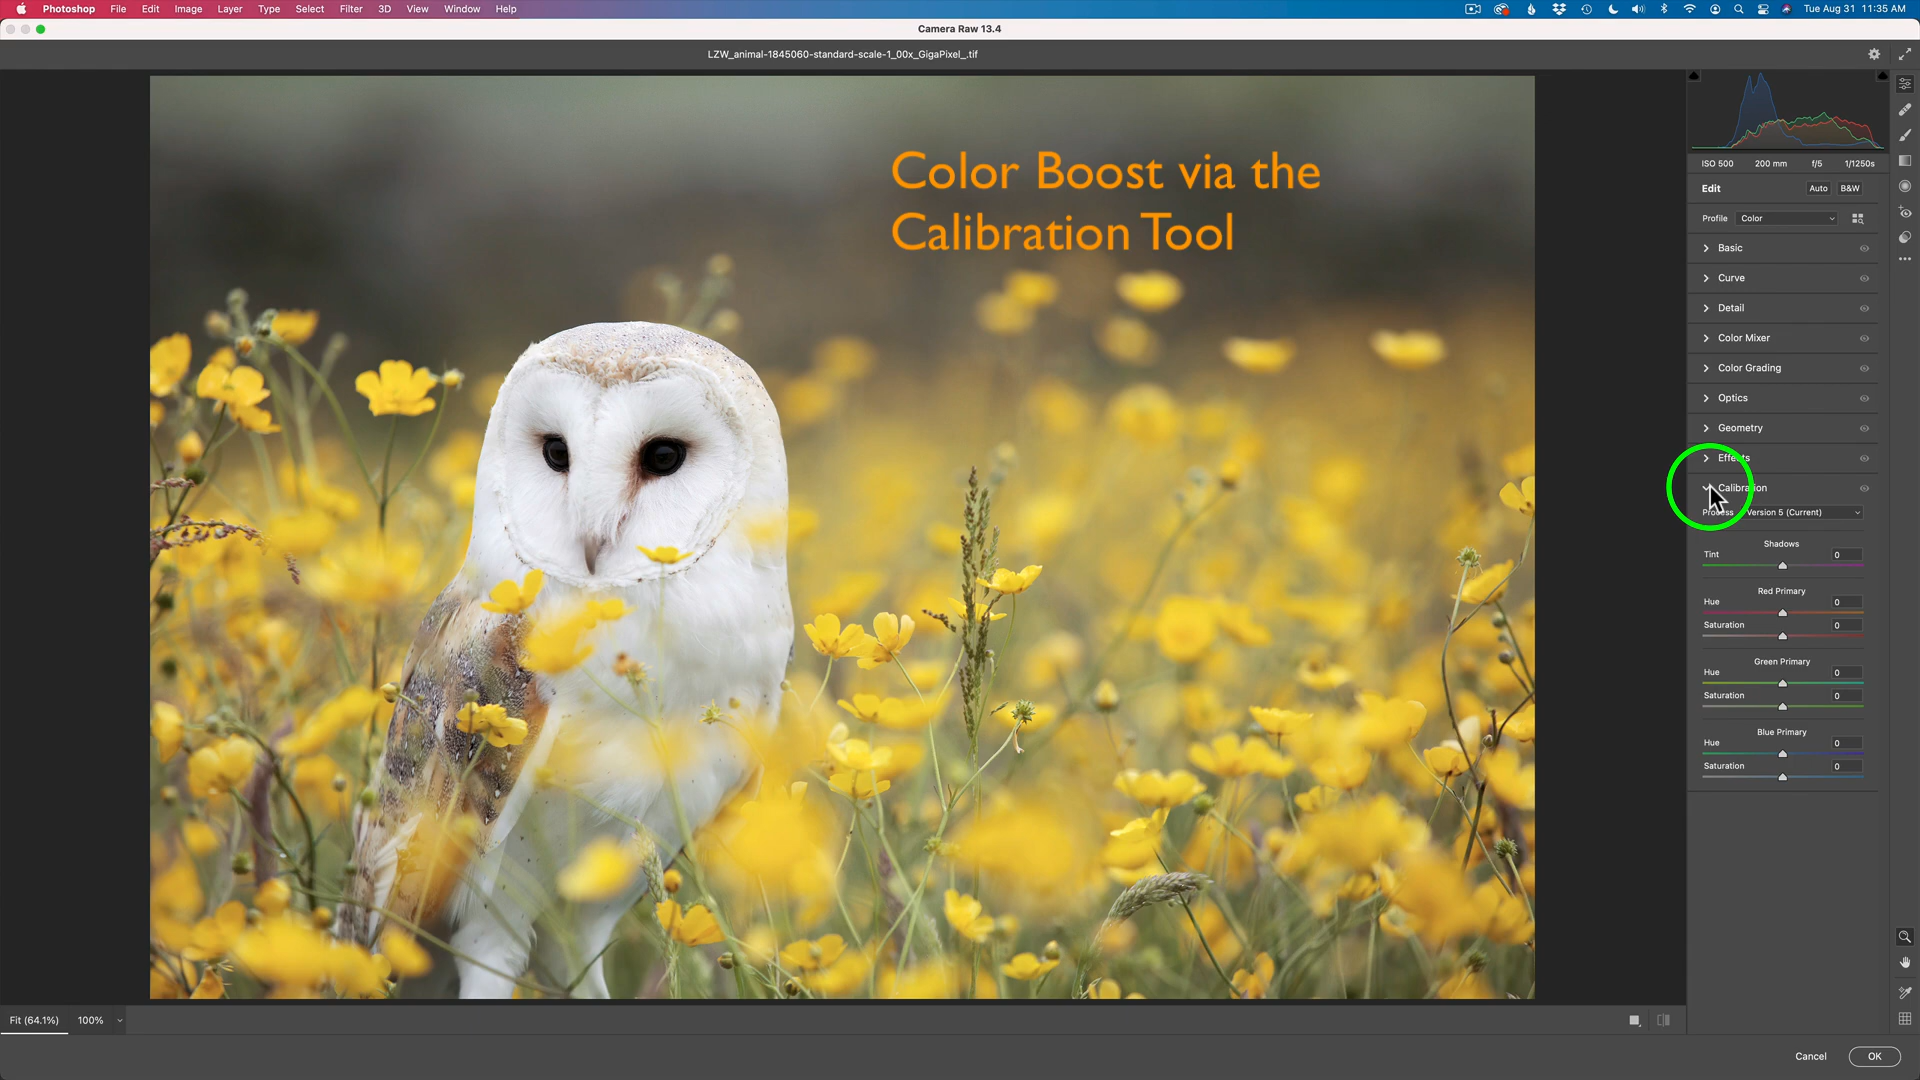 Photoshop File Edit Image Layer Type Select Filter 3D View Window Help Tue Aug 31 11:35 AM
Camera Raw 13.4
LZW_animal-1845060-standard-scale-1_00x_GigaPixel_.tif
Color Boost via the
Calibration Tool
ISO 500 200 mm f/5 1/1250s
Edit Auto B&W
Profile Color
Basic
Curve
Detail
Color Mixer
Color Grading
Optics
Geometry
Effects
Calibration
Process Version 5 (Current)
Shadows
Tint 0
Red Primary
Hue 0
Saturation 0
Green Primary
Hue 0
Saturation 0
Blue Primary
Hue 0
Saturation 0
Fit (64.1%) 100%
Cancel OK